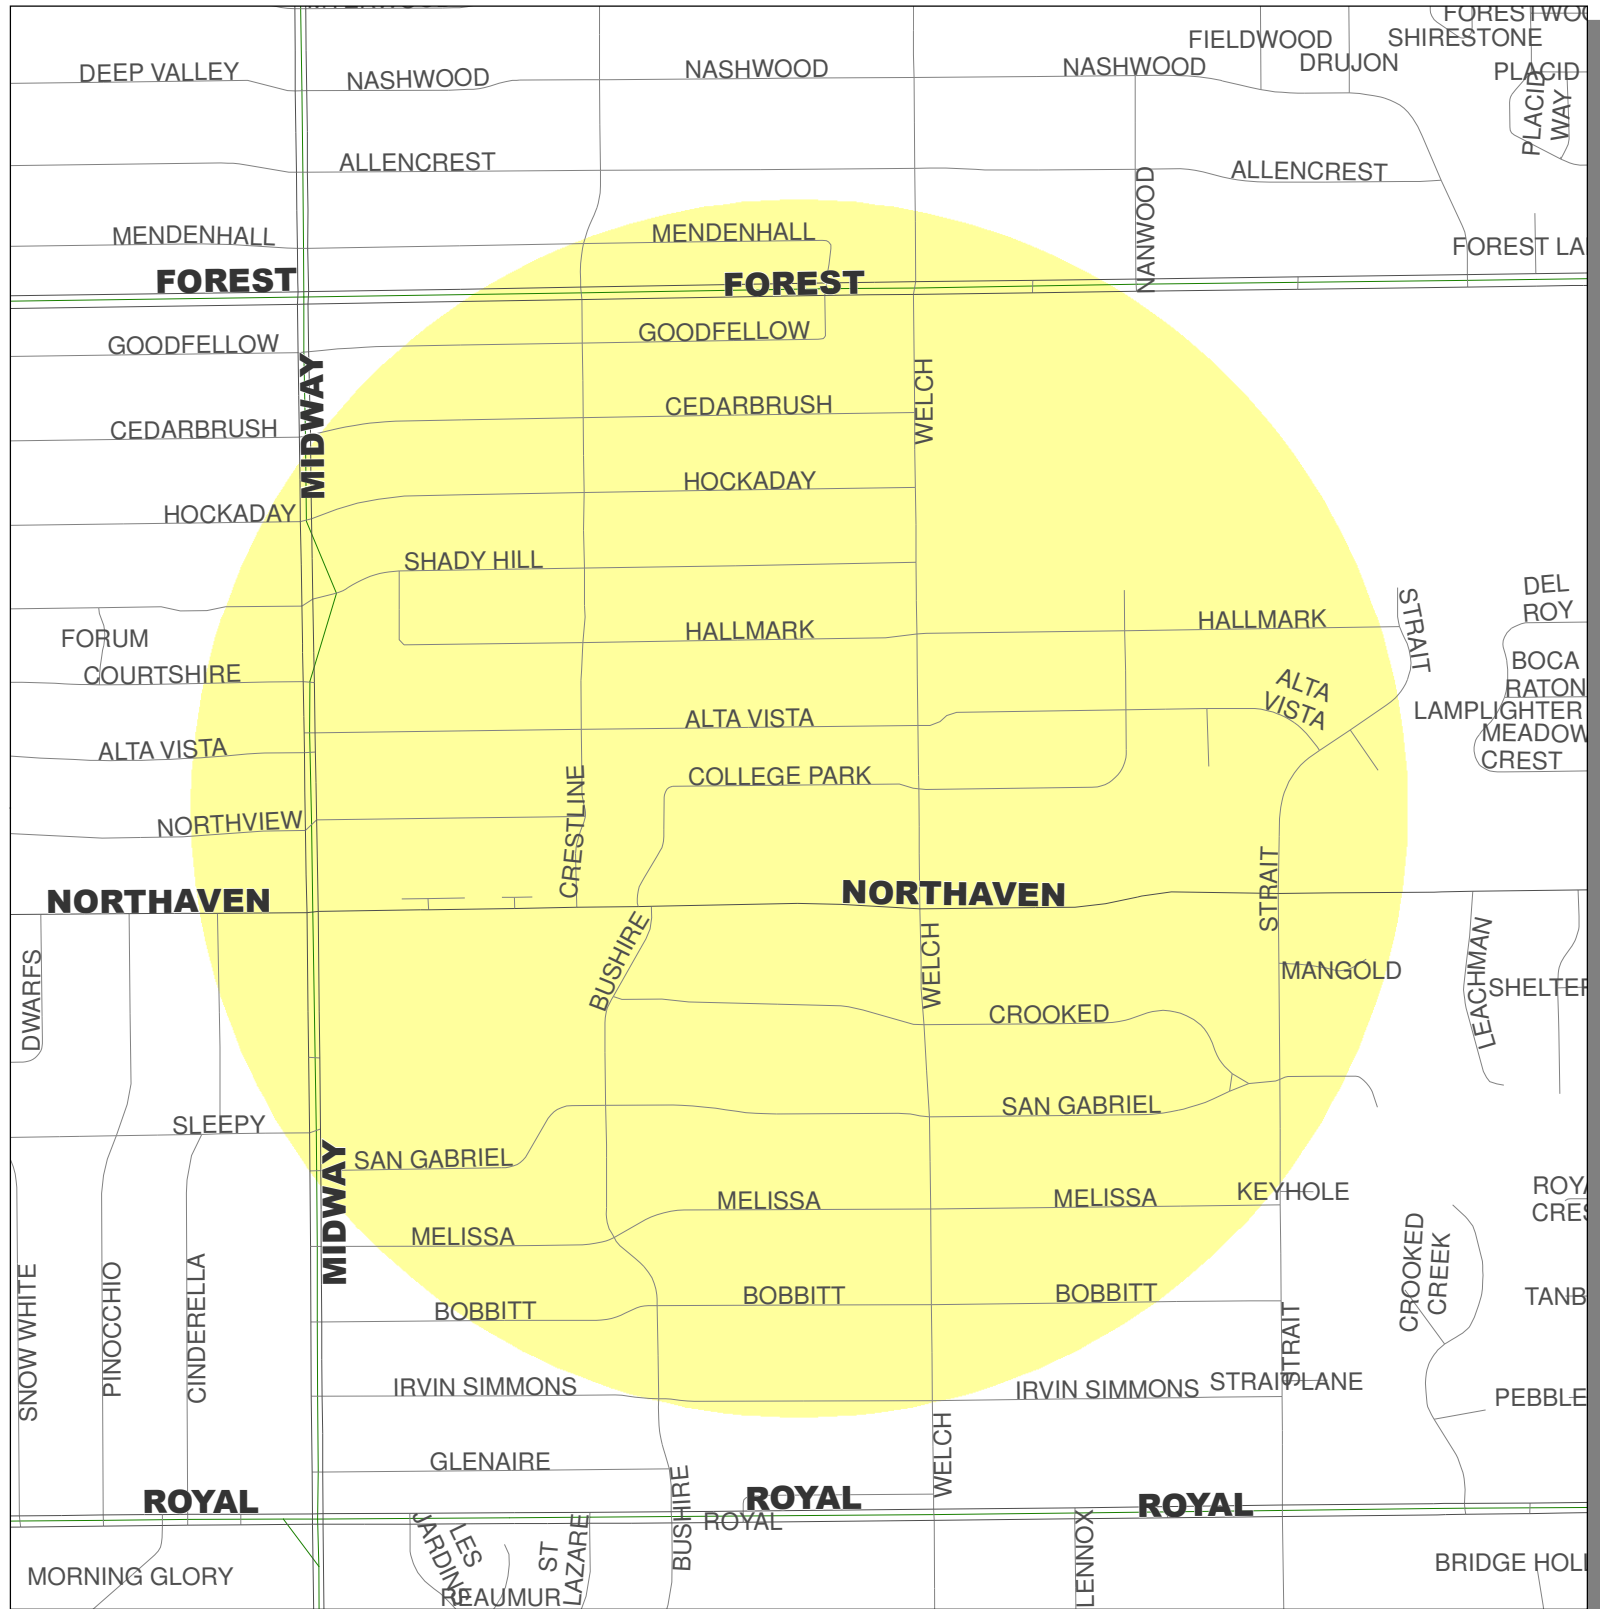 FORESTWOO
FIELDWOOD
SHIRESTONE
DRUJON
DEEP VALLEY
NASHWOOD
NASHWOOD
NASHWOOD
PLACID
PLACID
WAY
ALLENCREST
ALLENCREST
NANWOOD
MENDENHALL
MENDENHALL
FOREST LA
FOREST
FOREST
GOODFELLOW
GOODFELLOW
MIDWAY
WELCH
CEDARBRUSH
CEDARBRUSH
HOCKADAY
HOCKADAY
SHADY HILL
DEL
ROY
STRAIT
HALLMARK
HALLMARK
FORUM
COURTSHIRE
BOCA
RATON
ALTA
VISTA
LAMPLIGHTER
ALTA VISTA
ALTA VISTA
MEADOW
CREST
COLLEGE PARK
CRESTLINE
NORTHVIEW
STRAIT
NORTHAVEN
NORTHAVEN
BUSHIRE
WELCH
LEACHMAN
DWARFS
MANGOLD
SHELTER
CROOKED
SAN GABRIEL
SLEEPY
SAN GABRIEL
MIDWAY
MELISSA
MELISSA
KEYHOLE
ROYA
CRES
MELISSA
CROOKED
CREEK
SNOW WHITE
PINOCCHIO
CINDERELLA
BOBBITT
BOBBITT
BOBBITT
TANB
STRAIT
IRVIN SIMMONS
IRVIN SIMMONS
STRAIT LANE
PEBBLE
WELCH
GLENAIRE
BUSHIRE
ROYAL
ROYAL
ROYAL
ROYAL
LES
JARDINS
ST
LAZARE
LENNOX
MORNING GLORY
REAUMUR
BRIDGE HOLL